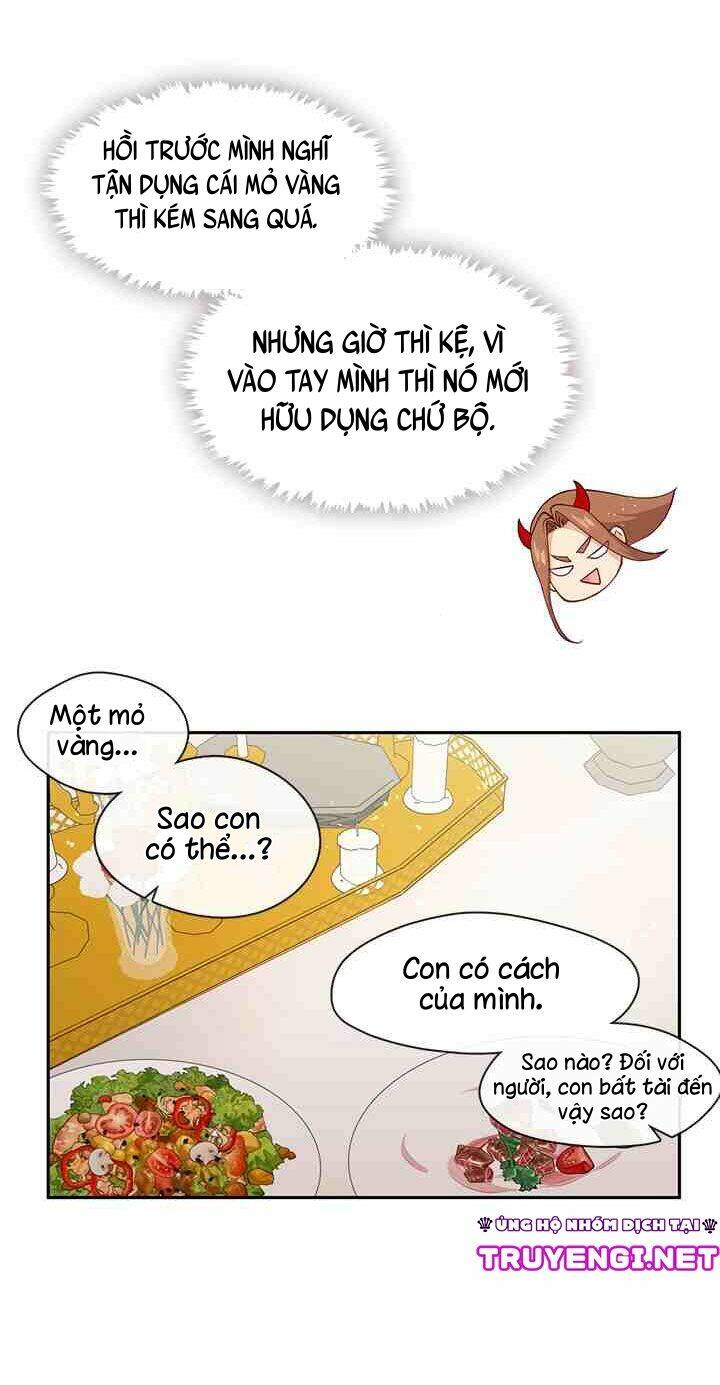 HỒI TRƯỚC MÌNH NGHĨ
TẬN DỤNG CÁI MỎ VÀNG
THÌ KÉM SANG QUÁ.
NHƯNG GIỜ THÌ KỆ, VÌ
VÀO TAY MÌNH THÌ NÓ MỚI
HỮU DỤNG CHỨ BỘ.
Một mỏ
vàng...
Sao con
có thể...?
Con có cách
của mình.
Sao nào? Đối với
người, con bất tài đến
vậy sao?
ỦNG HỘ NHÓM DỊCH TẠI
TRUYENGI.NET